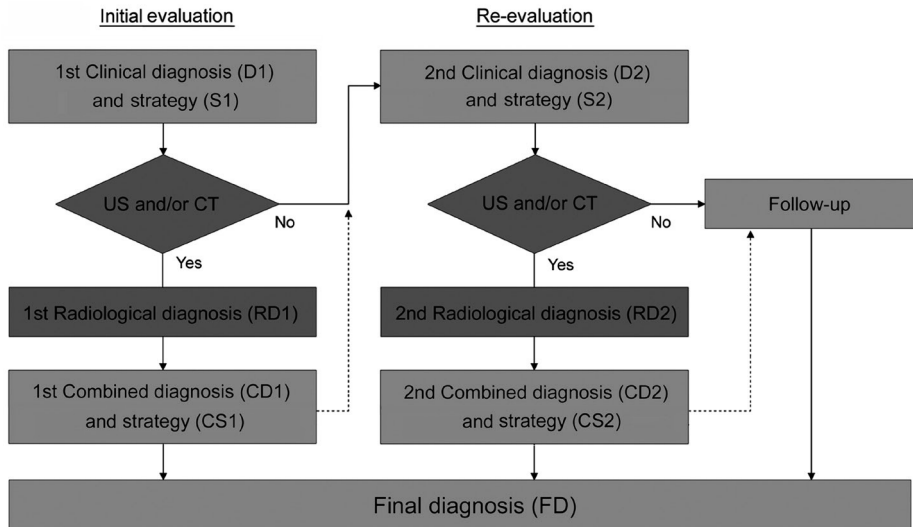 Initial evaluation
Re-evaluation
1st Clinical diagnosis (D1)
and strategy (S1)
2nd Clinical diagnosis (D2)
and strategy (S2)
US and/or CT
No
Yes
US and/or CT
No
Yes
Follow-up
1st Radiological diagnosis (RD1)
2nd Radiological diagnosis (RD2)
1st Combined diagnosis (CD1)
and strategy (CS1)
2nd Combined diagnosis (CD2)
and strategy (CS2)
Final diagnosis (FD)